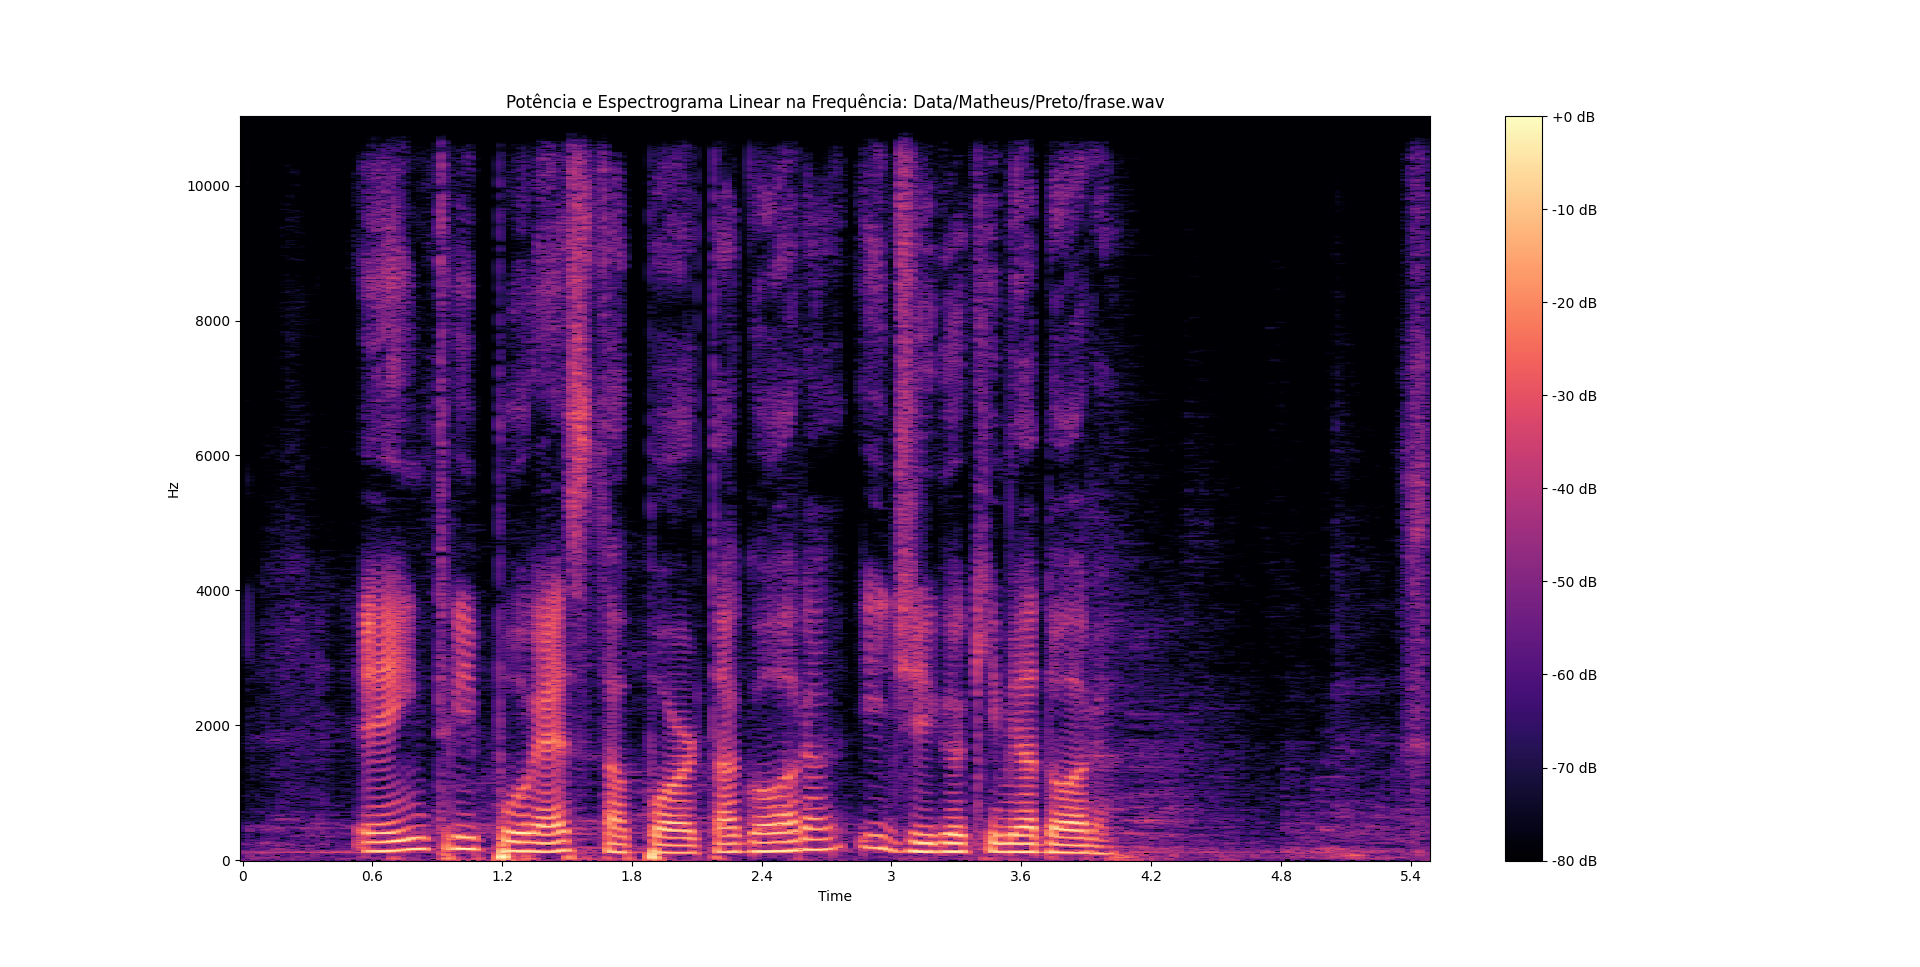 Potência e Espectrograma Linear na Frequência: Data/Matheus/Preto/frase.wav
Hz
10000
8000
6000
4000
2000
0
0 0.6 1.2 1.8 2.4 3 3.6 4.2 4.8 5.4
Time
+0 dB
-10 dB
-20 dB
-30 dB
-40 dB
-50 dB
-60 dB
-70 dB
-80 dB